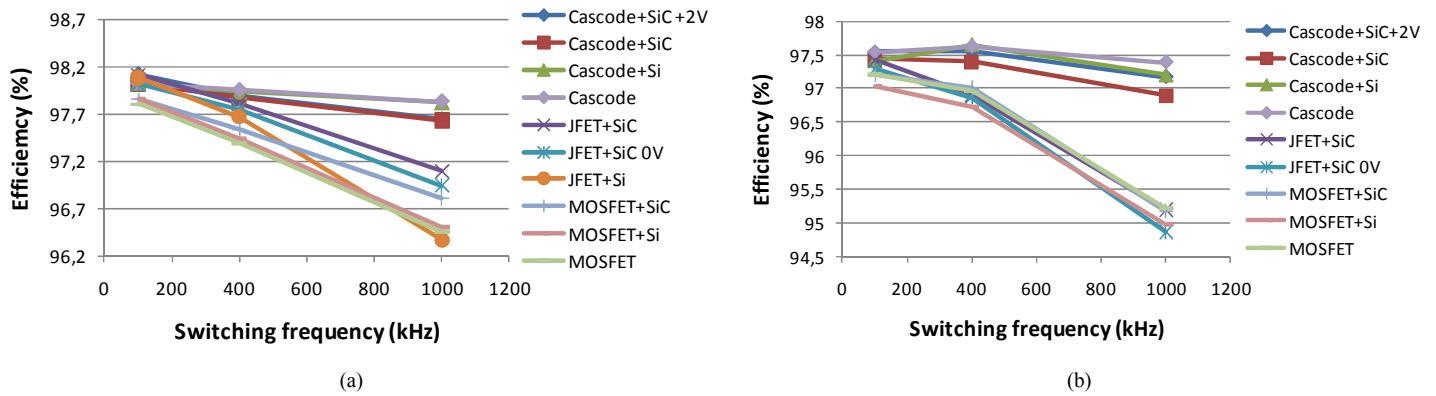 98,7
98,2
97,7
97,2
96,7
96,2
Efficiemcy (%)
0 200 400 600 800 1000 1200
Switching frequency (kHz)
Cascode+SiC +2V
Cascode+SiC
Cascode+Si
Cascode
JFET+SiC
JFET+SiC 0V
JFET+Si
MOSFET+SiC
MOSFET+Si
MOSFET
(a)
98
97,5
97
96,5
96
95,5
95
94,5
Efficiency (%)
0 200 400 600 800 1000 1200
Switching frequency (kHz)
Cascode+SiC+2V
Cascode+SiC
Cascode+Si
Cascode
JFET+SiC
JFET+SiC 0V
MOSFET+SiC
MOSFET+Si
MOSFET
(b)